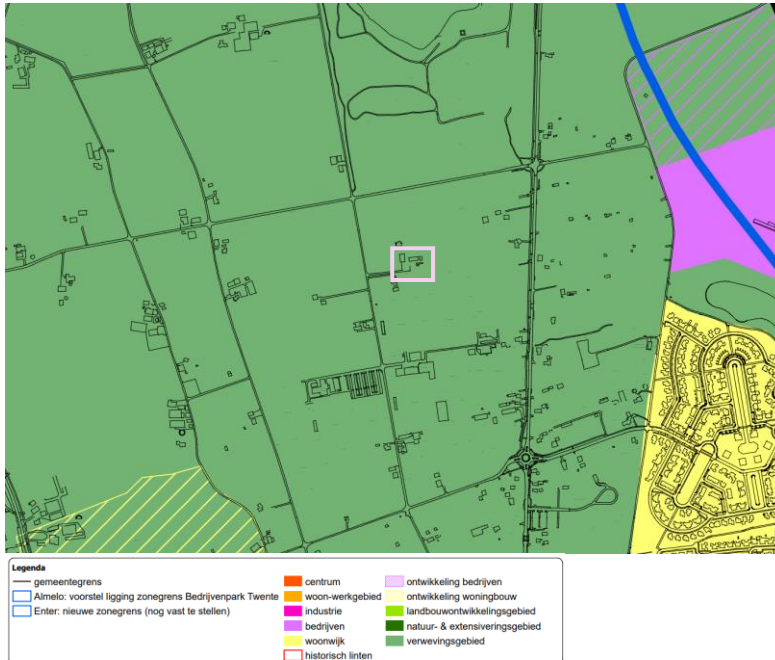 Legenda
gemeentegrens
Almelo: voorstel ligging zonegrens Bedrijvenpark Twente
Enter: nieuwe zonegrens (nog vast te stellen)
centrum
woon-werkgebied
industrie
bedrijven
woonwijk
historisch linten
ontwikkeling bedrijven
ontwikkeling woningbouw
landbouwontwikkelingsgebied
natuur- & extensiveringsgebied
verwevingsgebied